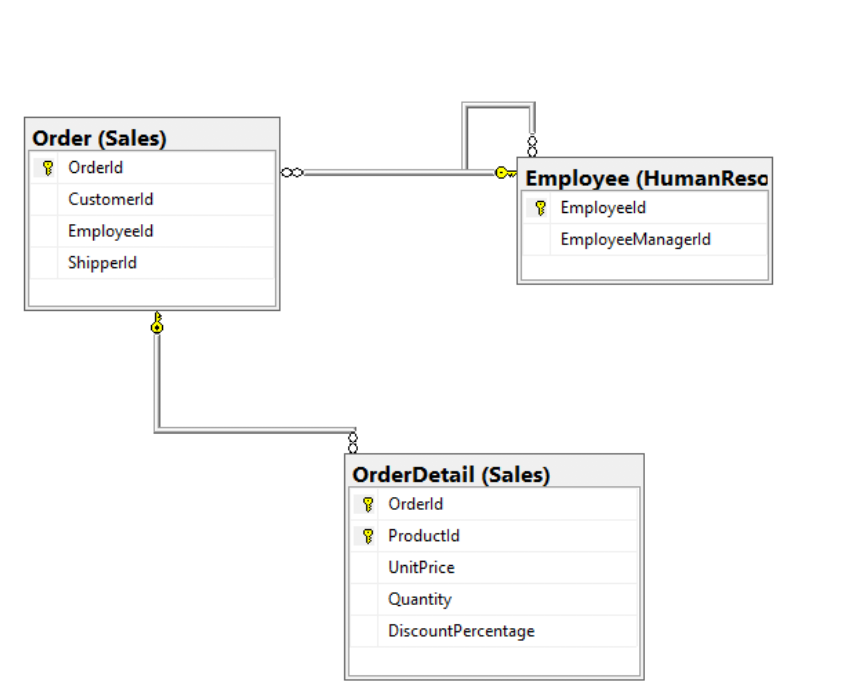 Order (Sales)
OrderId
CustomerId
EmployeeId
ShipperId
Employee (HumanReso
EmployeeId
EmployeeManagerId
OrderDetail (Sales)
OrderId
ProductId
UnitPrice
Quantity
DiscountPercentage